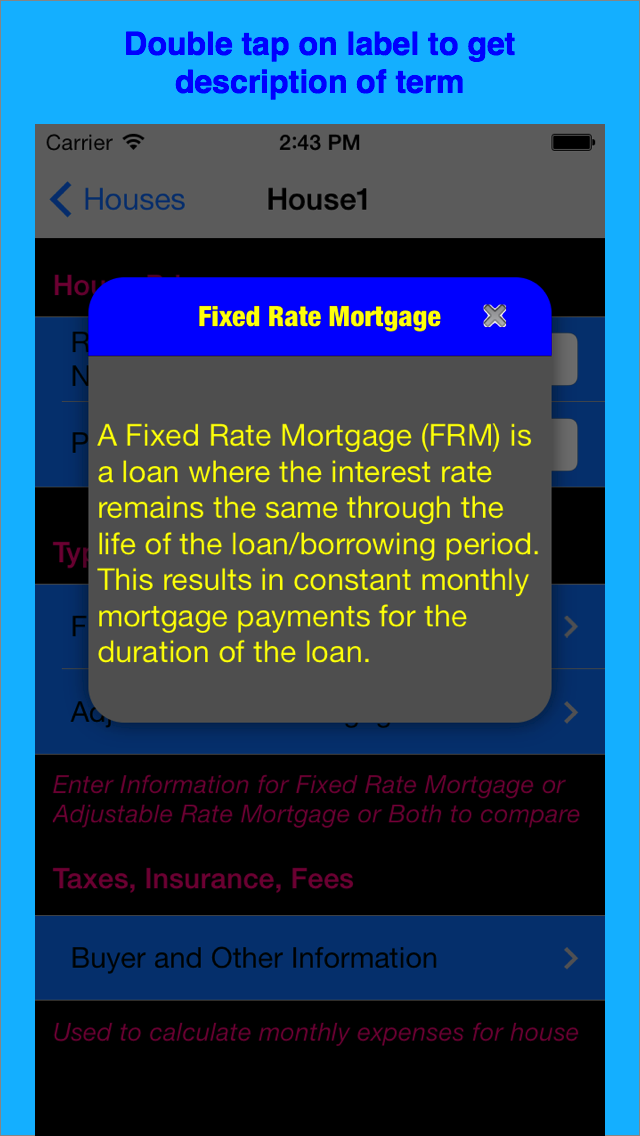 Double tap on label to get
description of term
Carrier
2:43 PM
Houses
House1
Fixed Rate Mortgage
A Fixed Rate Mortgage (FRM) is
a loan where the interest rate
remains the same through the
life of the loan/borrowing period.
This results in constant monthly
mortgage payments for the
duration of the loan.
Enter Information for Fixed Rate Mortgage or
Adjustable Rate Mortgage or Both to compare
Taxes, Insurance, Fees
Buyer and Other Information
Used to calculate monthly expenses for house